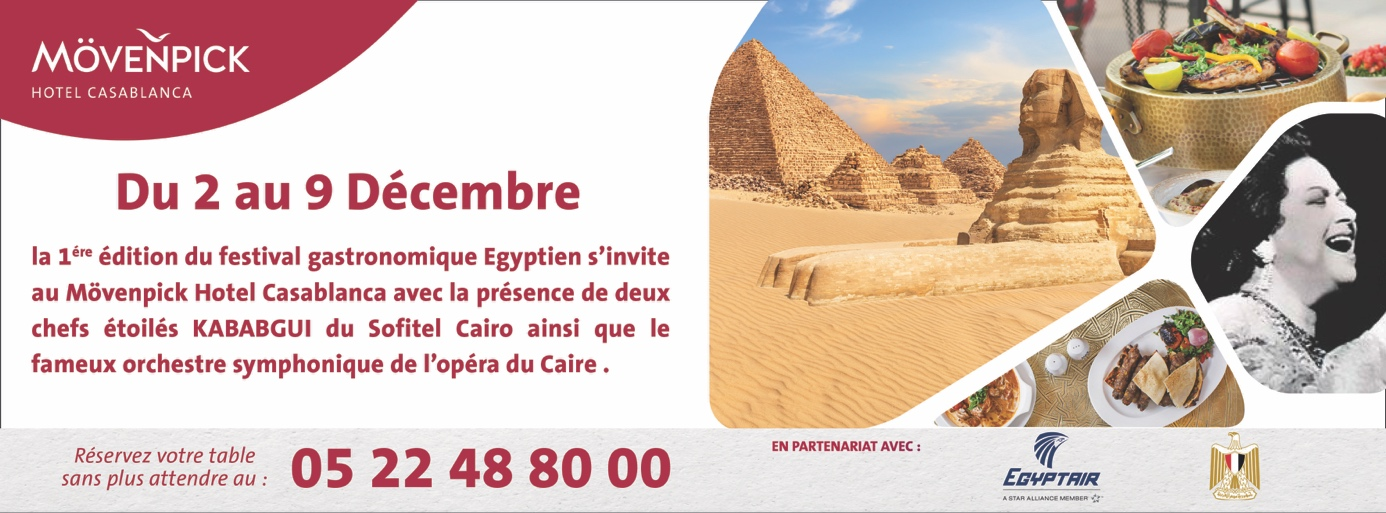 MÖVENPICK
HOTEL CASABLANCA
Du 2 au 9 Décembre
la 1ére édition du festival gastronomique Egyptien s’invite
au Mövenpick Hotel Casablanca avec la présence de deux
chefs étoilés KABABGUI du Sofitel Cairo ainsi que le
fameux orchestre symphonique de l’opéra du Caire .
Réservez votre table
sans plus attendre au :
05 22 48 80 00
EN PARTENARIAT AVEC :
EGYPTAIR
A STAR ALLIANCE MEMBER